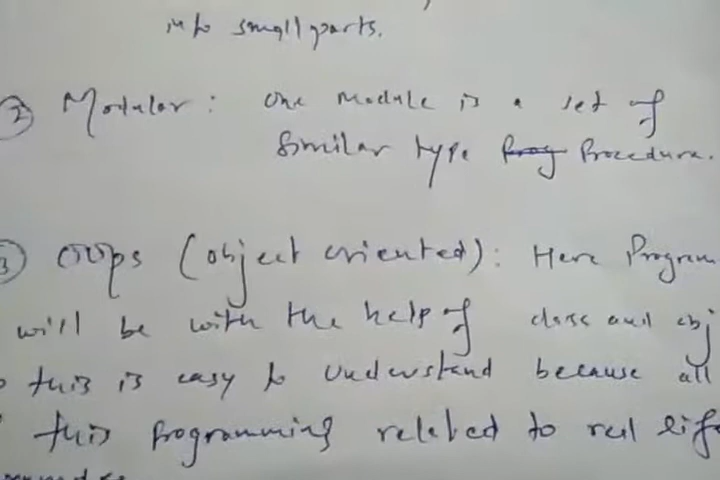 into small parts.
② Modular: one module is a set of
similar type Procedure.
③ OOPs (object oriented): Here Program
will be with the help of class and obj
this is easy to understand because all
this programming related to real life